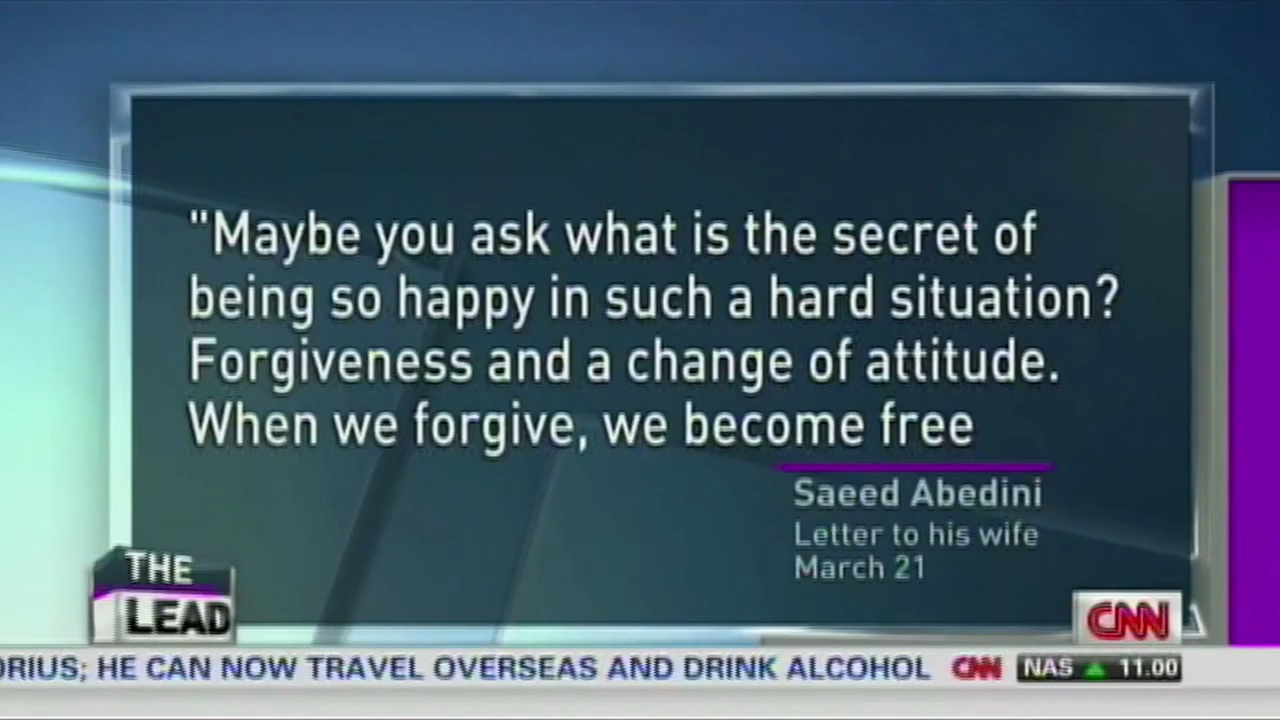 "Maybe you ask what is the secret of
being so happy in such a hard situation?
Forgiveness and a change of attitude.
When we forgive, we become free
Saeed Abedini
Letter to his wife
March 21
THE
LEAD
CNN
ORIUS; HE CAN NOW TRAVEL OVERSEAS AND DRINK ALCOHOL CNN NAS ▲ 11.00